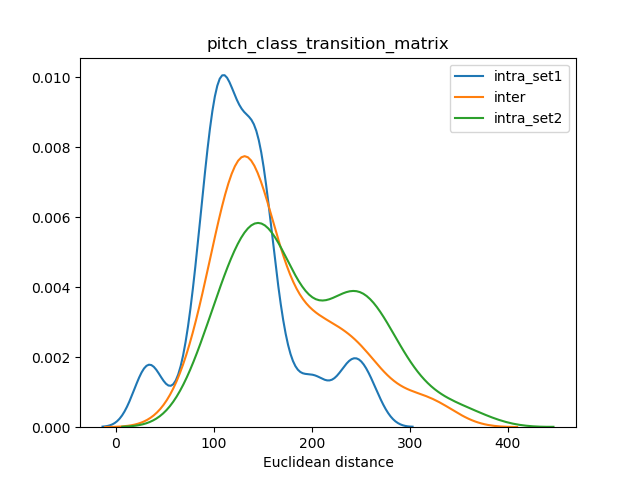 pitch_class_transition_matrix
0.010
0.008
0.006
0.004
0.002
0.000
intra_set1
inter
intra_set2
0 100 200 300 400
Euclidean distance